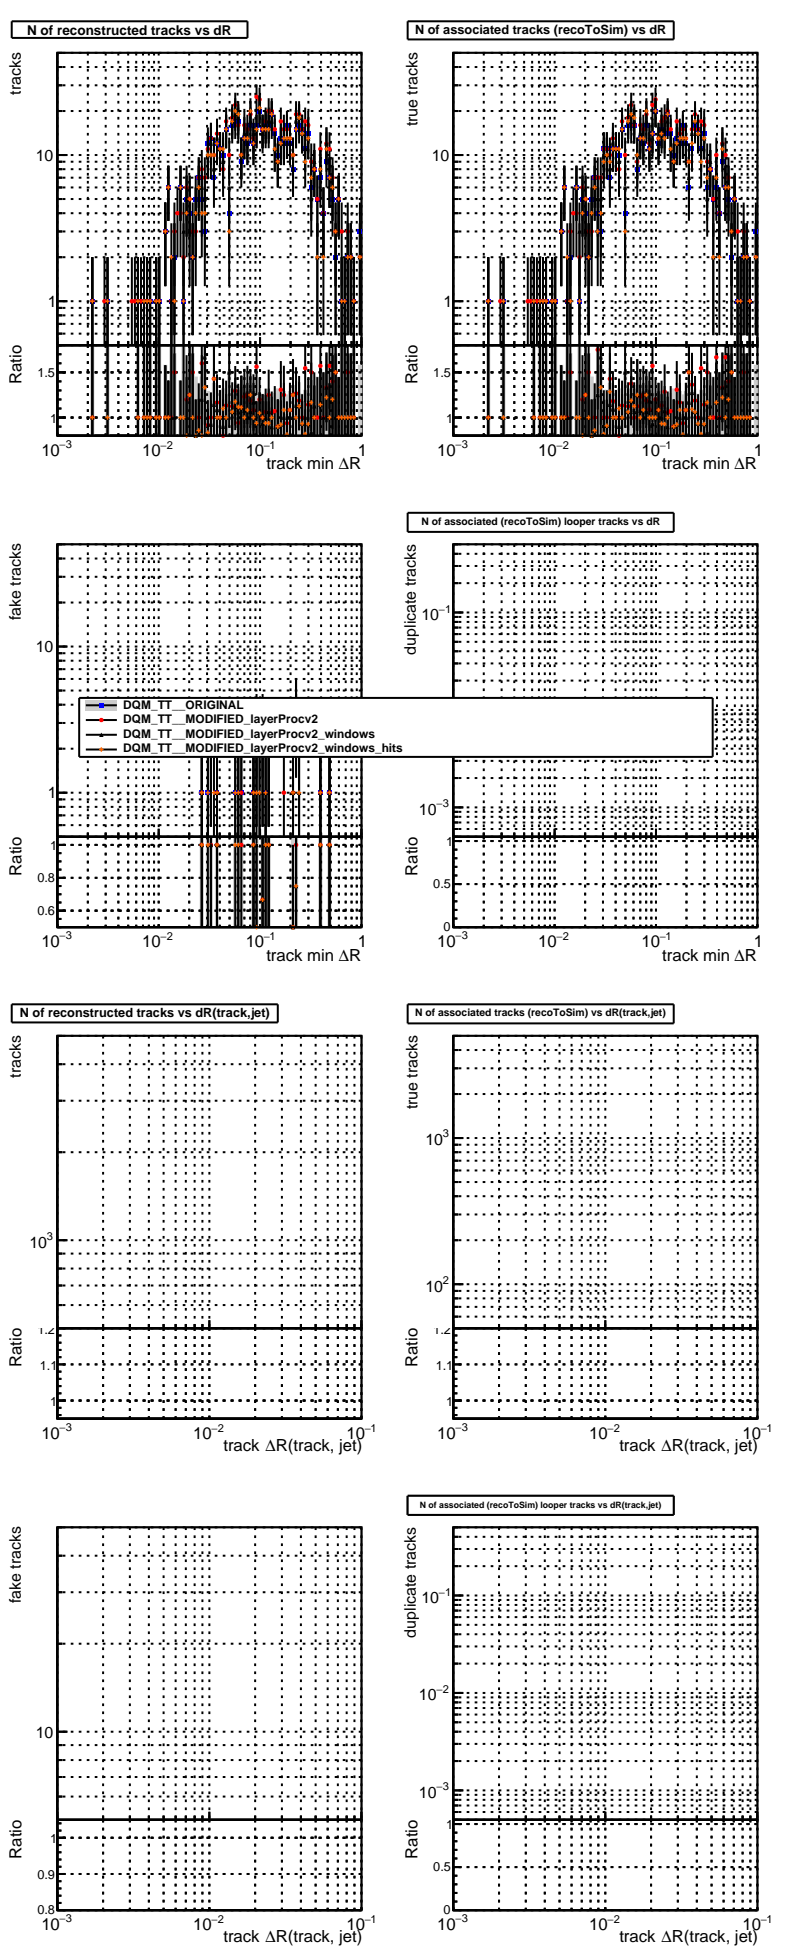 N of reconstructed tracks vs dR
tracks
10
1
Ratio
1.5
1
10−3
10−2
10−1
1
track min ΔR
N of associated tracks (recoToSim) vs dR
true tracks
10
1
Ratio
1.5
1
10−3
10−2
10−1
1
track min ΔR
fake tracks
10
1
Ratio
1
0.8
0.6
10−3
10−2
10−1
1
track min ΔR
N of associated (recoToSim) looper tracks vs dR
duplicate tracks
10−1
10−3
Ratio
1
0.5
0
10−3
10−2
10−1
1
track min ΔR
DQM_TT__ORIGINAL
DQM_TT__MODIFIED_layerProcv2
DQM_TT__MODIFIED_layerProcv2_windows
DQM_TT__MODIFIED_layerProcv2_windows_hits
N of reconstructed tracks vs dR(track,jet)
tracks
103
Ratio
1.2
1.1
1
10−3
10−2
10−1
track ΔR(track, jet)
N of associated tracks (recoToSim) vs dR(track,jet)
true tracks
103
102
Ratio
1.2
1.1
1
10−3
10−2
10−1
track ΔR(track, jet)
fake tracks
10
Ratio
1
0.9
0.8
10−3
10−2
10−1
track ΔR(track, jet)
N of associated (recoToSim) looper tracks vs dR(track,jet)
duplicate tracks
10−1
10−2
10−3
Ratio
1
0.5
0
10−3
10−2
10−1
track ΔR(track, jet)